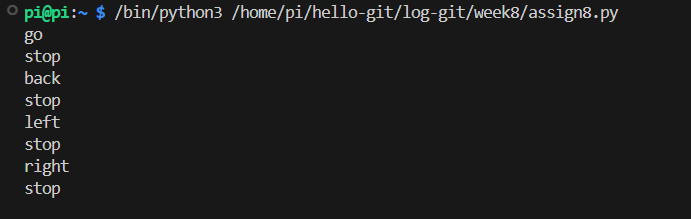 pi@pi:~ $ /bin/python3 /home/pi/hello-git/log-git/week8/assign8.py
go
stop
back
stop
left
stop
right
stop